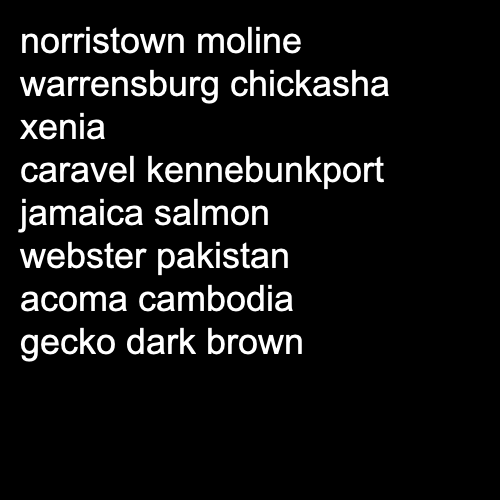 norristown moline
warrensburg chickasha
xenia
caravel kennebunkport
jamaica salmon
webster pakistan
acoma cambodia
gecko dark brown